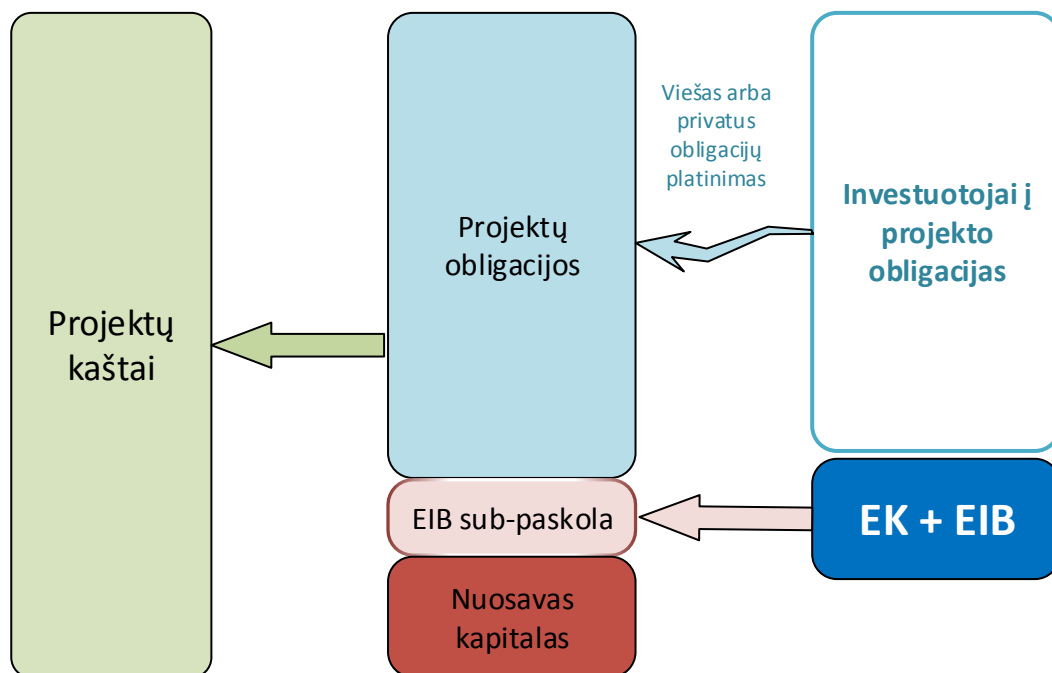 Projektų
kaštai
Projektų
obligacijos
EIB sub-paskola
Nuosavas
kapitalas
Viešas arba
privatus
obligacijų
platinimas
Investuotojai į
projekto
obligacijas
EK + EIB